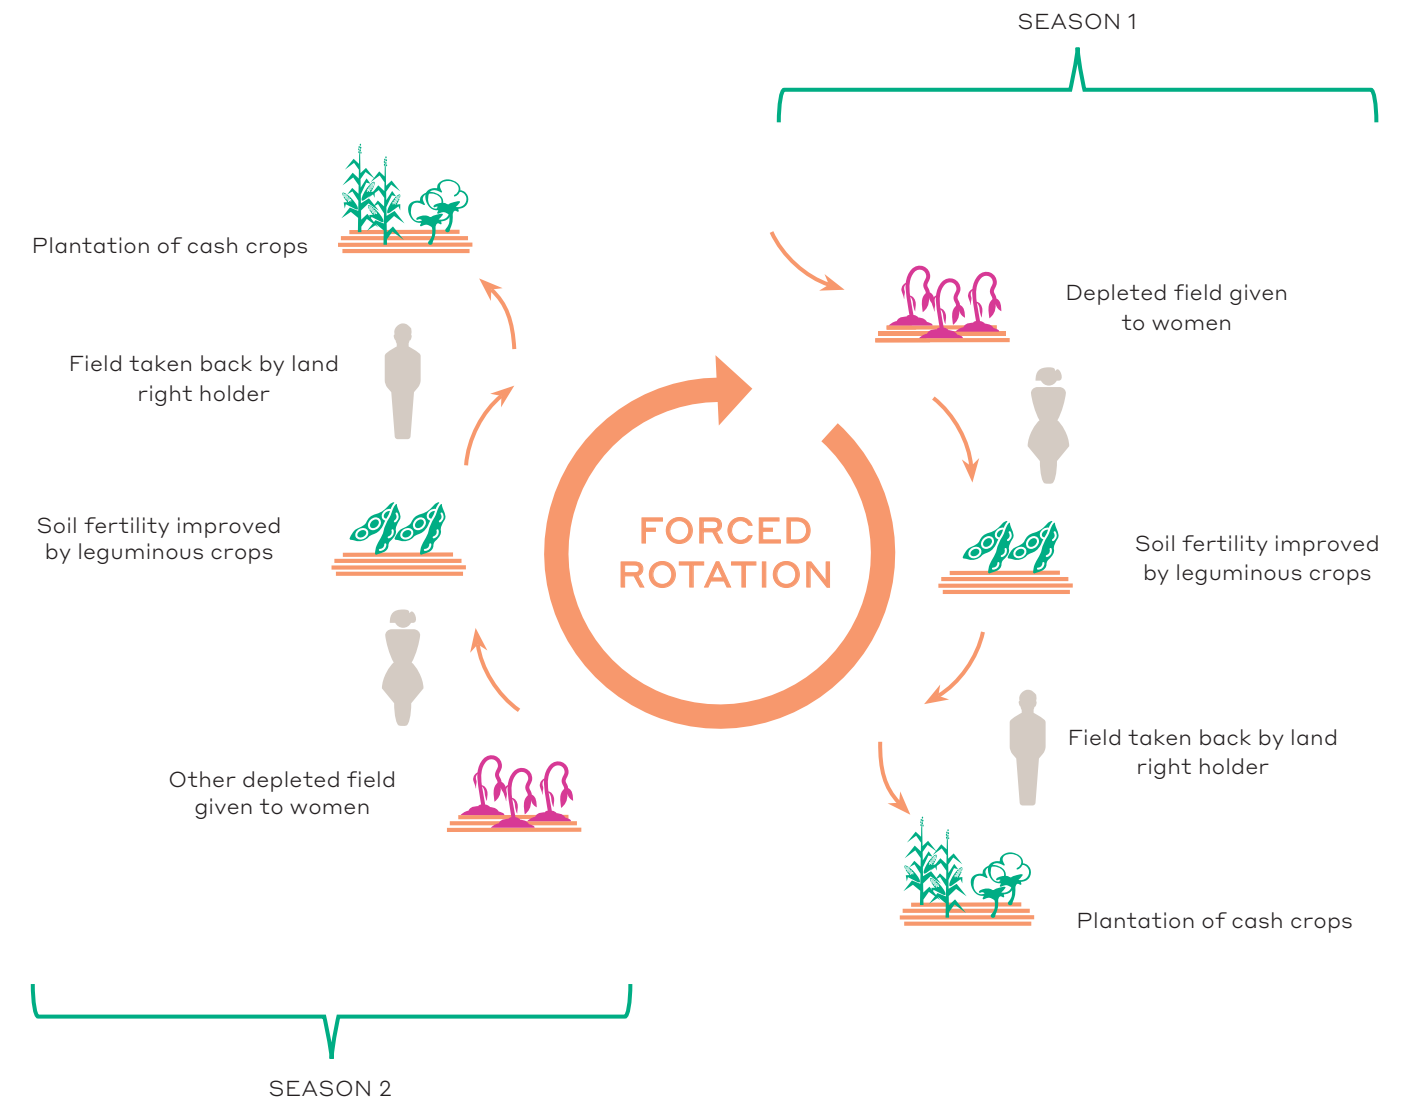 SEASON 1
Depleted field given
to women
Soil fertility improved
by leguminous crops
Field taken back by land
right holder
Plantation of cash crops
FORCED
ROTATION
Other depleted field
given to women
Soil fertility improved
by leguminous crops
Field taken back by land
right holder
Plantation of cash crops
SEASON 2